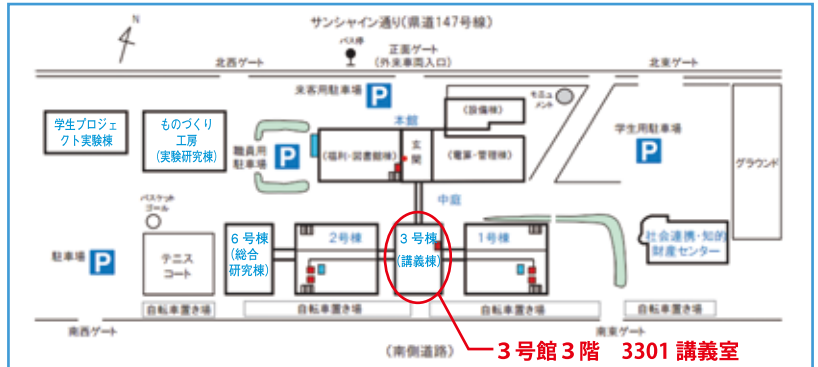 サンシャイン通り(県道147号線)
N
バス停
正面ゲート
(外来車両入口)
北西ゲート
北東ゲート
来客用駐車場
P
モニュ
メント
(設備棟)
本館
学生プロジェ
クト実験棟
ものづくり
工房
(実験研究棟)
職員用
駐車場
P
(福利・図書館棟)
玄
関
(電算・管理棟)
学生用駐車場
P
グラウンド
中庭
バスケット
ゴール
6号棟
(総合
研究棟)
2号棟
3号棟
(講義棟)
1号棟
社会連携・知的
財産センター
駐車場
P
テニス
コート
自転車置き場
自転車置き場
自転車置き場
自転車置き場
南西ゲート
南東ゲート
(南側道路)
3号館3階 3301講義室